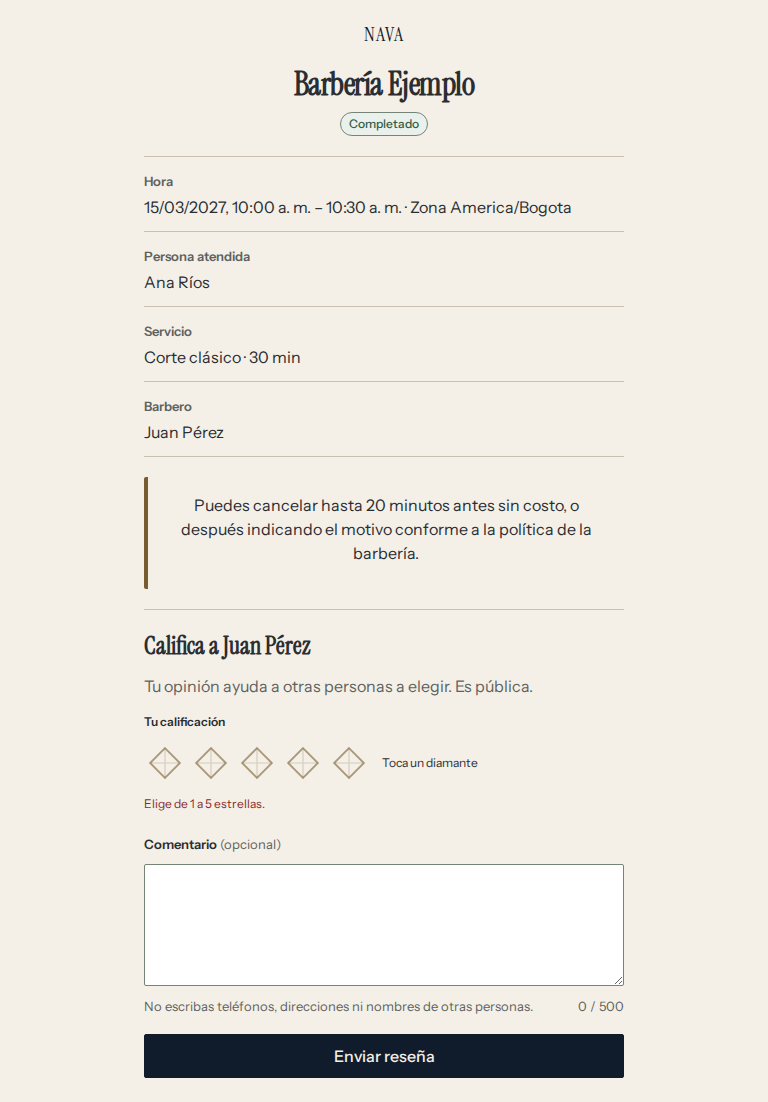 NAVA
Barbería Ejemplo
Completado
Hora
15/03/2027, 10:00 a. m. – 10:30 a. m. · Zona America/Bogota
Persona atendida
Ana Ríos
Servicio
Corte clásico · 30 min
Barbero
Juan Pérez
Puedes cancelar hasta 20 minutos antes sin costo, o
después indicando el motivo conforme a la política de la
barbería.
Califica a Juan Pérez
Tu opinión ayuda a otras personas a elegir. Es pública.
Tu calificación
Toca un diamante
Elige de 1 a 5 estrellas.
Comentario (opcional)
No escribas teléfonos, direcciones ni nombres de otras personas. 0 / 500
Enviar reseña